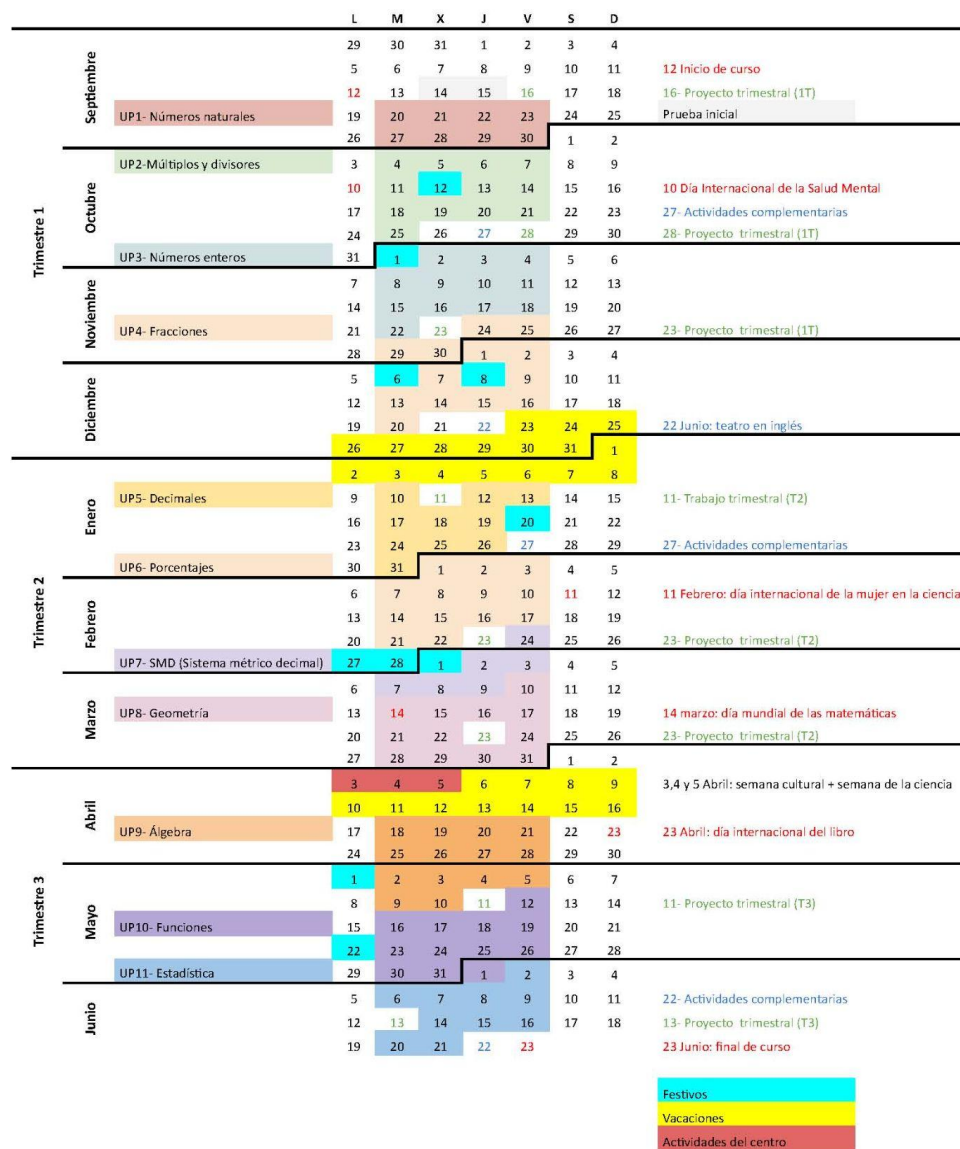 L M X J V S D
Septiembre
29 30 31 1 2 3 4
5 6 7 8 9 10 11 12 Inicio de curso
12 13 14 15 16 17 18 16- Proyecto trimestral (1T)
UP1- Números naturales 19 20 21 22 23 24 25 Prueba inicial
26 27 28 29 30 1 2
Trimestre 1
Octubre
UP2-Múltiplos y divisores 3 4 5 6 7 8 9
10 11 12 13 14 15 16 10 Día Internacional de la Salud Mental
17 18 19 20 21 22 23 27- Actividades complementarias
24 25 26 27 28 29 30 28- Proyecto trimestral (1T)
UP3- Números enteros 31 1 2 3 4 5 6
Noviembre
7 8 9 10 11 12 13
14 15 16 17 18 19 20
UP4- Fracciones 21 22 23 24 25 26 27 23- Proyecto trimestral (1T)
28 29 30 1 2 3 4
Diciembre
5 6 7 8 9 10 11
12 13 14 15 16 17 18
19 20 21 22 23 24 25 22 Junio: teatro en inglés
26 27 28 29 30 31 1
Trimestre 2
Enero
2 3 4 5 6 7 8
UP5- Decimales 9 10 11 12 13 14 15 11- Trabajo trimestral (T2)
16 17 18 19 20 21 22
23 24 25 26 27 28 29 27- Actividades complementarias
UP6- Porcentajes 30 31 1 2 3 4 5
Febrero
6 7 8 9 10 11 12 11 Febrero: día internacional de la mujer en la ciencia
13 14 15 16 17 18 19
20 21 22 23 24 25 26 23- Proyecto trimestral (T2)
UP7- SMD (Sistema métrico decimal) 27 28 1 2 3 4 5
Marzo
6 7 8 9 10 11 12
UP8- Geometría 13 14 15 16 17 18 19 14 marzo: día mundial de las matemáticas
20 21 22 23 24 25 26 23- Proyecto trimestral (T2)
27 28 29 30 31 1 2
Trimestre 3
Abril
3 4 5 6 7 8 9 3,4 y 5 Abril: semana cultural + semana de la ciencia
10 11 12 13 14 15 16
UP9- Álgebra 17 18 19 20 21 22 23 23 Abril: día internacional del libro
24 25 26 27 28 29 30
Mayo
1 2 3 4 5 6 7
8 9 10 11 12 13 14 11- Proyecto trimestral (T3)
UP10- Funciones 15 16 17 18 19 20 21
22 23 24 25 26 27 28
UP11- Estadística 29 30 31 1 2 3 4
Junio
5 6 7 8 9 10 11 22- Actividades complementarias
12 13 14 15 16 17 18 13- Proyecto trimestral (T3)
19 20 21 22 23 23 Junio: final de curso
Festivos
Vacaciones
Actividades del centro